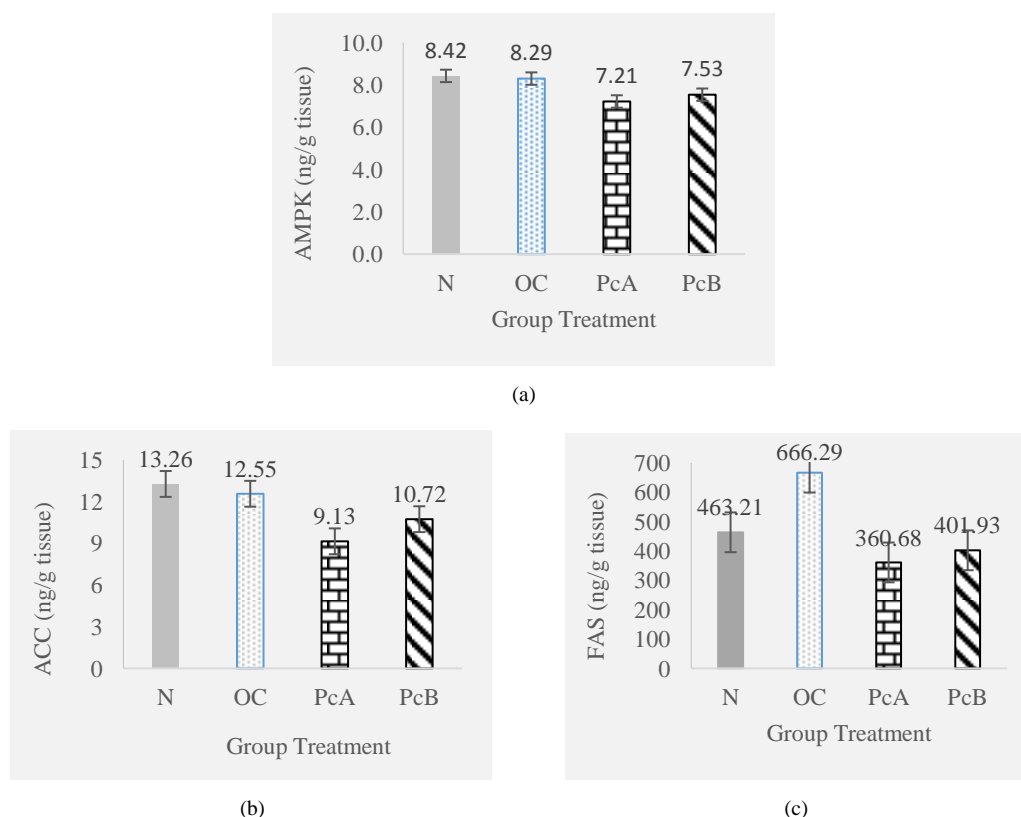 10.0
8.0
6.0
4.0
2.0
0.0
AMPK (ng/g tissue)
8.42
8.29
7.21
7.53
N OC PcA PcB
Group Treatment
(a)
15
12
9
6
3
0
ACC (ng/g tissue)
13.26
12.55
9.13
10.72
N OC PcA PcB
Group Treatment
(b)
700
600
500
400
300
200
100
0
FAS (ng/g tissue)
463.21
666.29
360.68
401.93
N OC PcA PcB
Group Treatment
(c)